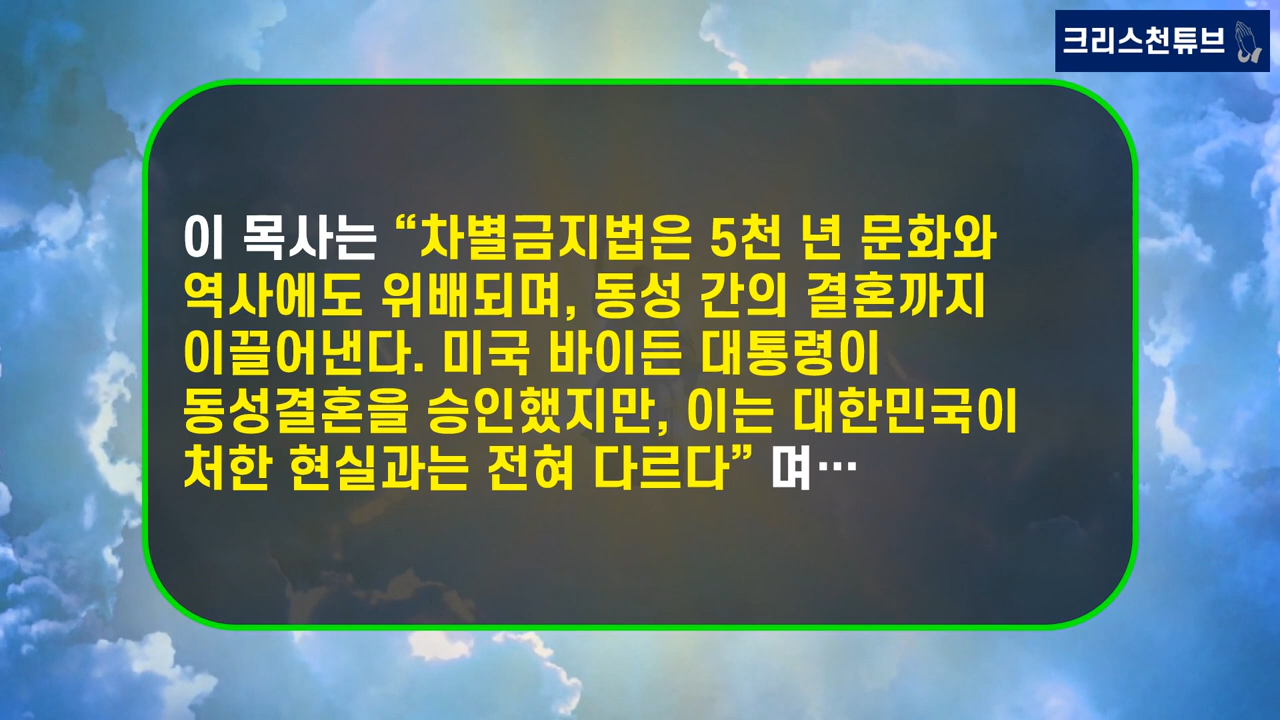 크리스천튜브
이 목사는 “차별금지법은 5천 년 문화와
역사에도 위배되며, 동성 간의 결혼까지
이끌어낸다. 미국 바이든 대통령이
동성결혼을 승인했지만, 이는 대한민국이
처한 현실과는 전혀 다르다” 며…